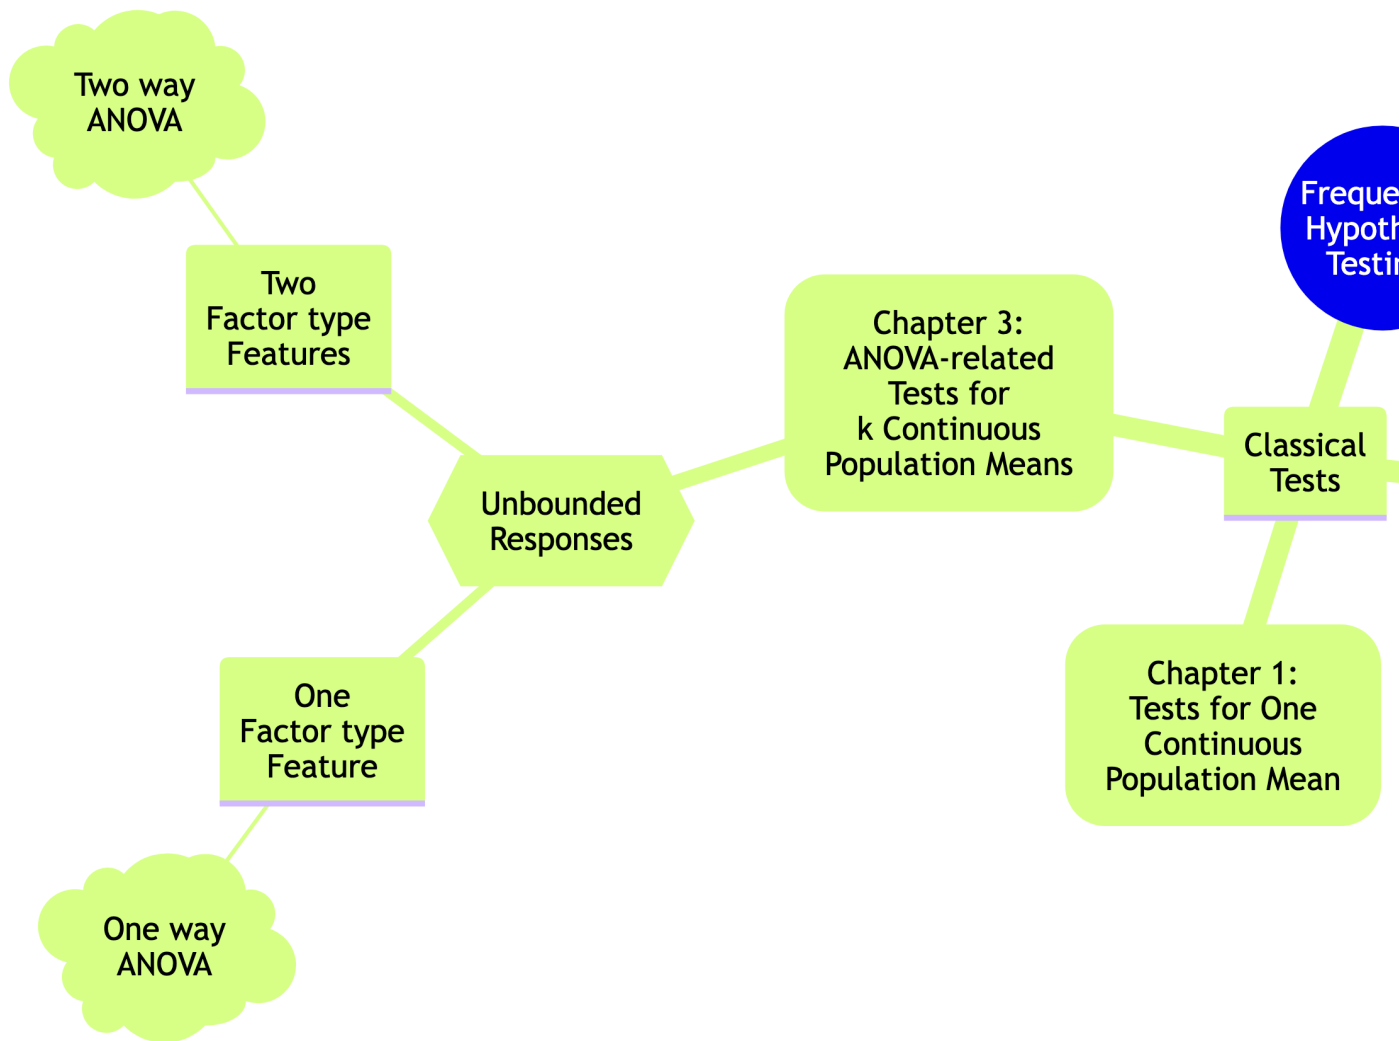 Two way
ANOVA
Two
Factor type
Features
Unbounded
Responses
One
Factor type
Feature
One way
ANOVA
Chapter 3:
ANOVA-related
Tests for
k Continuous
Population Means
Classical
Tests
Chapter 1:
Tests for One
Continuous
Population Mean